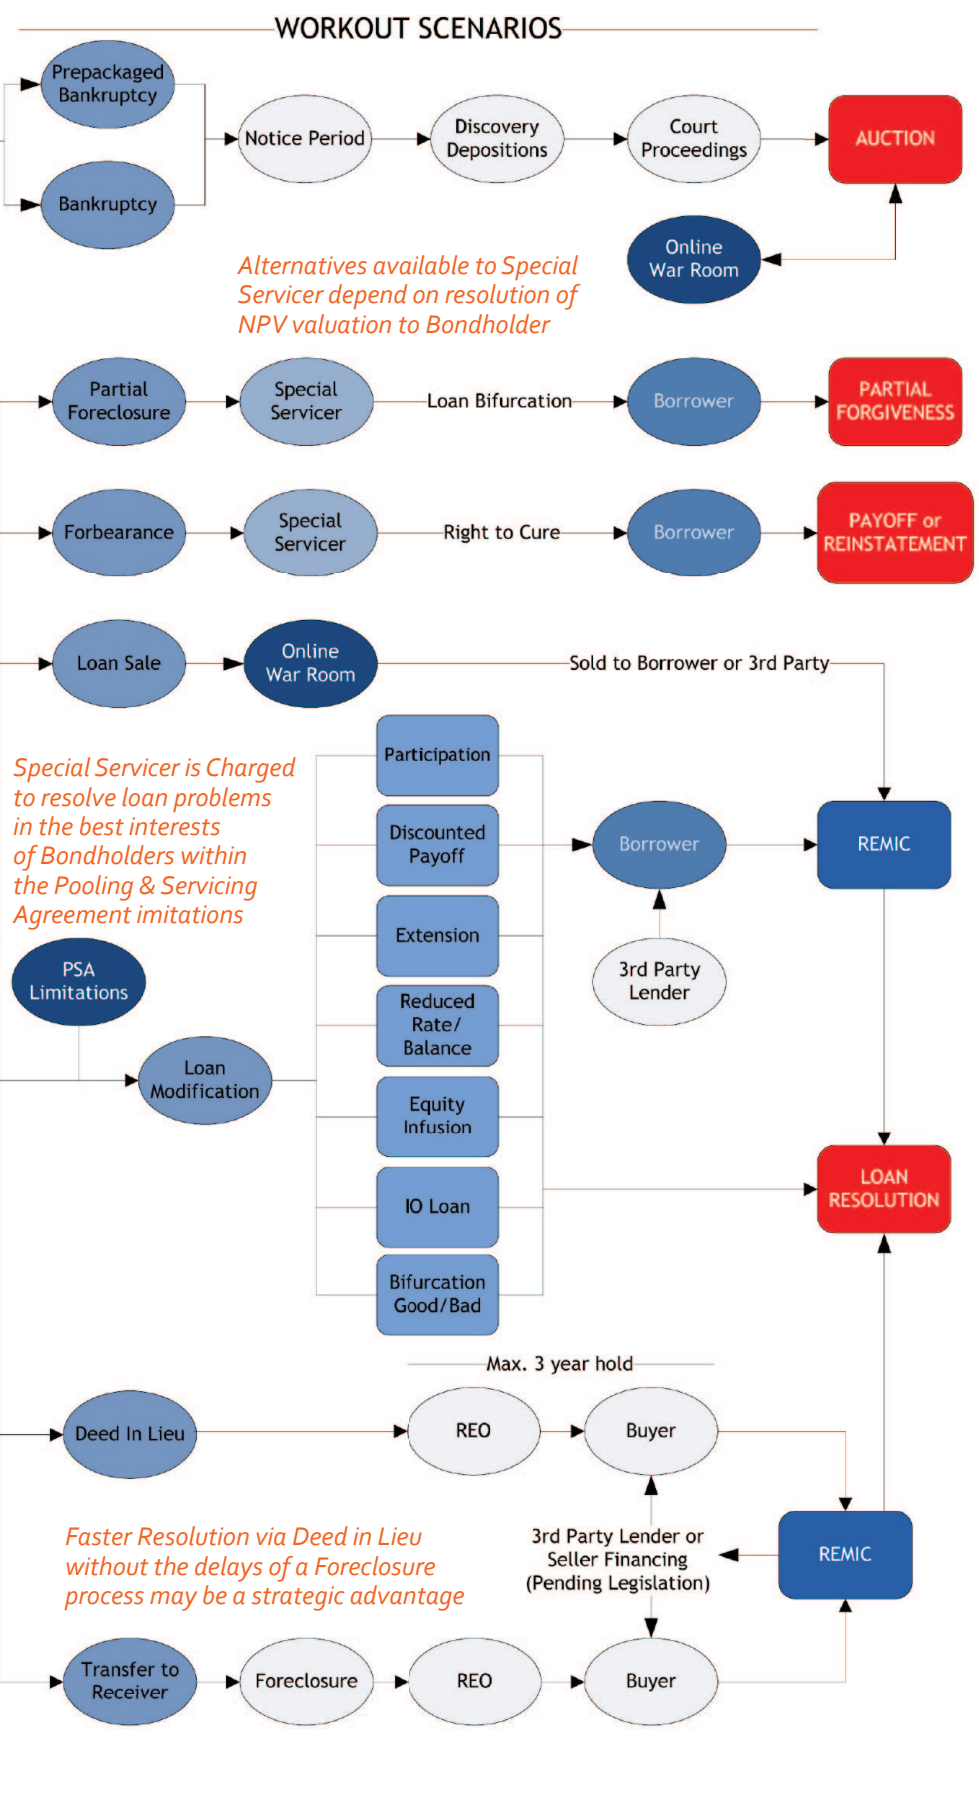 WORKOUT SCENARIOS
Prepackaged
Bankruptcy
Bankruptcy
Notice Period
Discovery
Depositions
Court
Proceedings
AUCTION
Online
War Room
Alternatives available to Special
Servicer depend on resolution of
NPV valuation to Bondholder
Partial
Foreclosure
Special
Servicer
Loan Bifurcation
Borrower
PARTIAL
FORGIVENESS
Forbearance
Special
Servicer
Right to Cure
Borrower
PAYOFF or
REINSTATEMENT
Loan Sale
Online
War Room
Sold to Borrower or 3rd Party
Special Servicer is Charged
to resolve loan problems
in the best interests
of Bondholders within
the Pooling & Servicing
Agreement imitations
PSA
Limitations
Loan
Modification
Participation
Discounted
Payoff
Extension
Reduced
Rate/
Balance
Equity
Infusion
IO Loan
Bifurcation
Good/Bad
Borrower
3rd Party
Lender
REMIC
LOAN
RESOLUTION
Max. 3 year hold
Deed In Lieu
REO
Buyer
Faster Resolution via Deed in Lieu
without the delays of a Foreclosure
process may be a strategic advantage
3rd Party Lender or
Seller Financing
(Pending Legislation)
REMIC
Transfer to
Receiver
Foreclosure
REO
Buyer